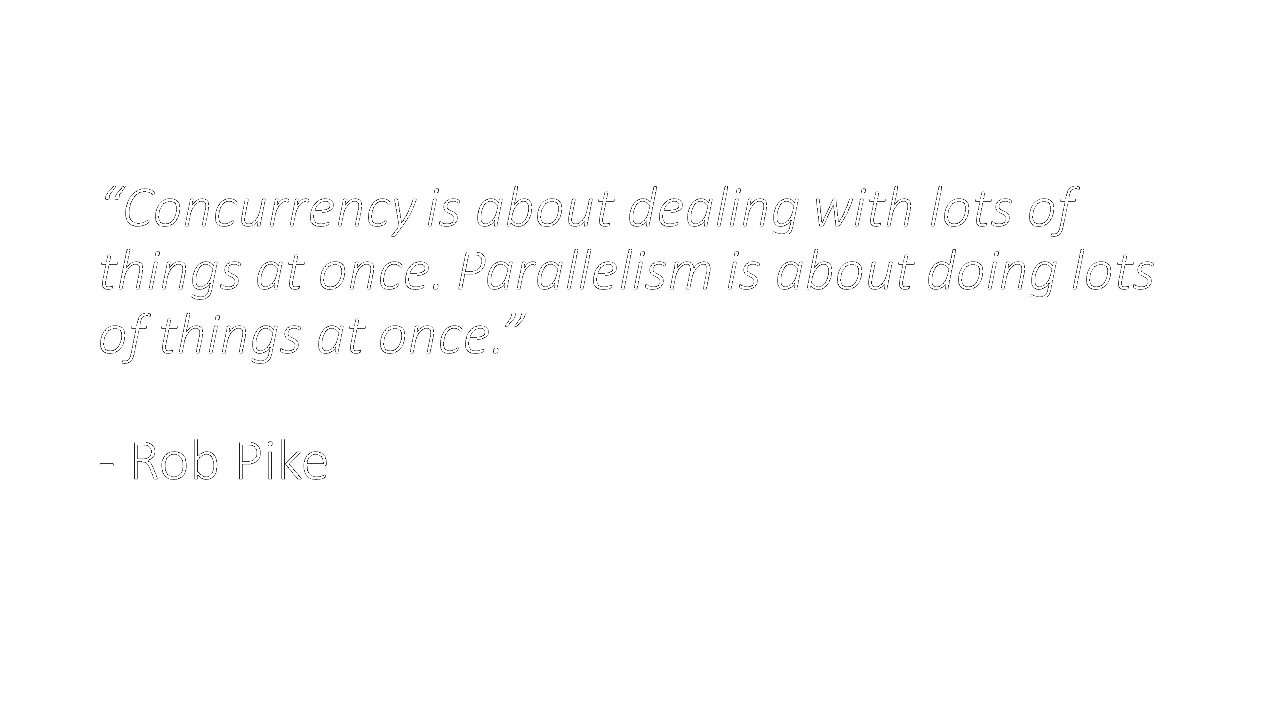 “Concurrency is about dealing with lots of
things at once. Parallelism is about doing lots
of things at once.”
- Rob Pike